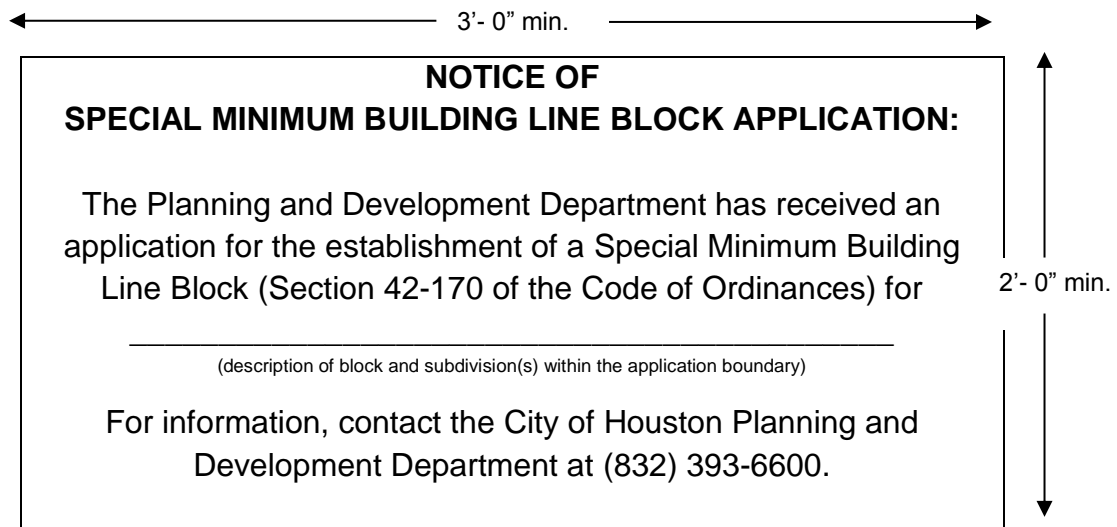 3’- 0” min.
NOTICE OF
SPECIAL MINIMUM BUILDING LINE BLOCK APPLICATION:
The Planning and Development Department has received an
application for the establishment of a Special Minimum Building
Line Block (Section 42-170 of the Code of Ordinances) for
2’- 0” min.
_______________________________________________
(description of block and subdivision(s) within the application boundary)
For information, contact the City of Houston Planning and
Development Department at (832) 393-6600.